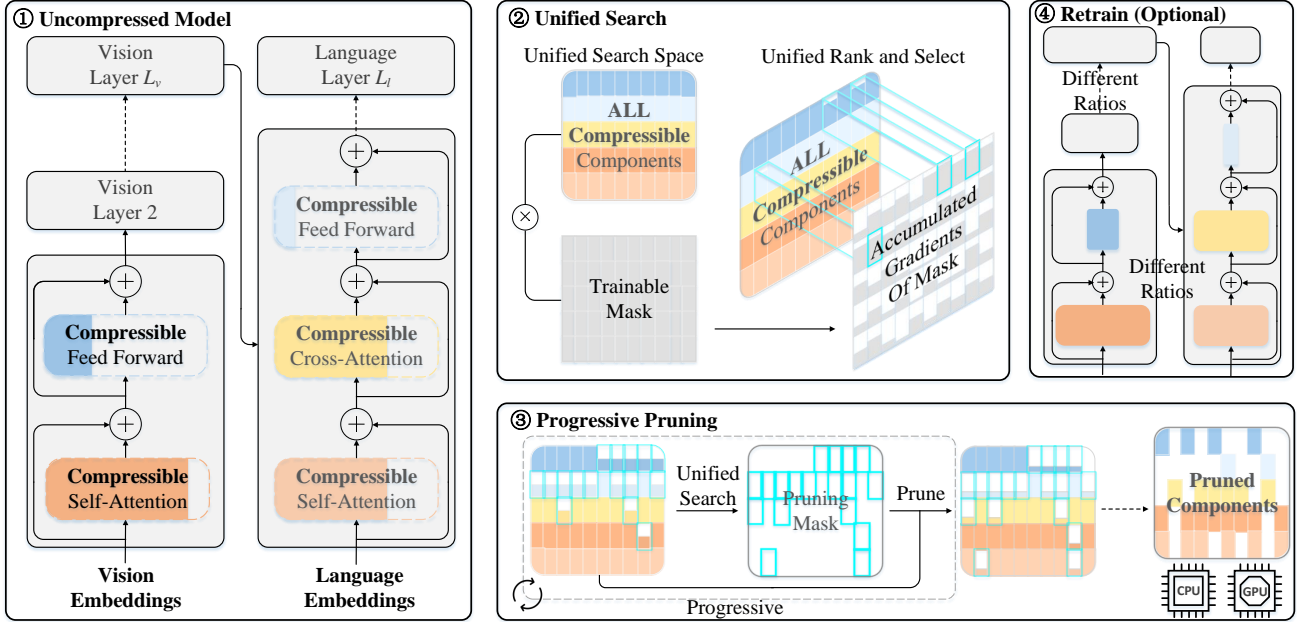 ① Uncompressed Model
Vision
Layer Lv
Language
Layer Ll
Vision
Layer 2
Compressible
Feed Forward
Compressible
Feed Forward
Compressible
Cross-Attention
Compressible
Self-Attention
Compressible
Self-Attention
Vision
Embeddings
Language
Embeddings
② Unified Search
Unified Search Space
ALL
Compressible
Components
Trainable
Mask
Unified Rank and Select
ALL
Compressible
Components
Accumulated
Gradients
Of Mask
④ Retrain (Optional)
Different
Ratios
Different
Ratios
③ Progressive Pruning
Unified
Search
Pruning
Mask
Prune
Progressive
Pruned
Components
CPU
GPU